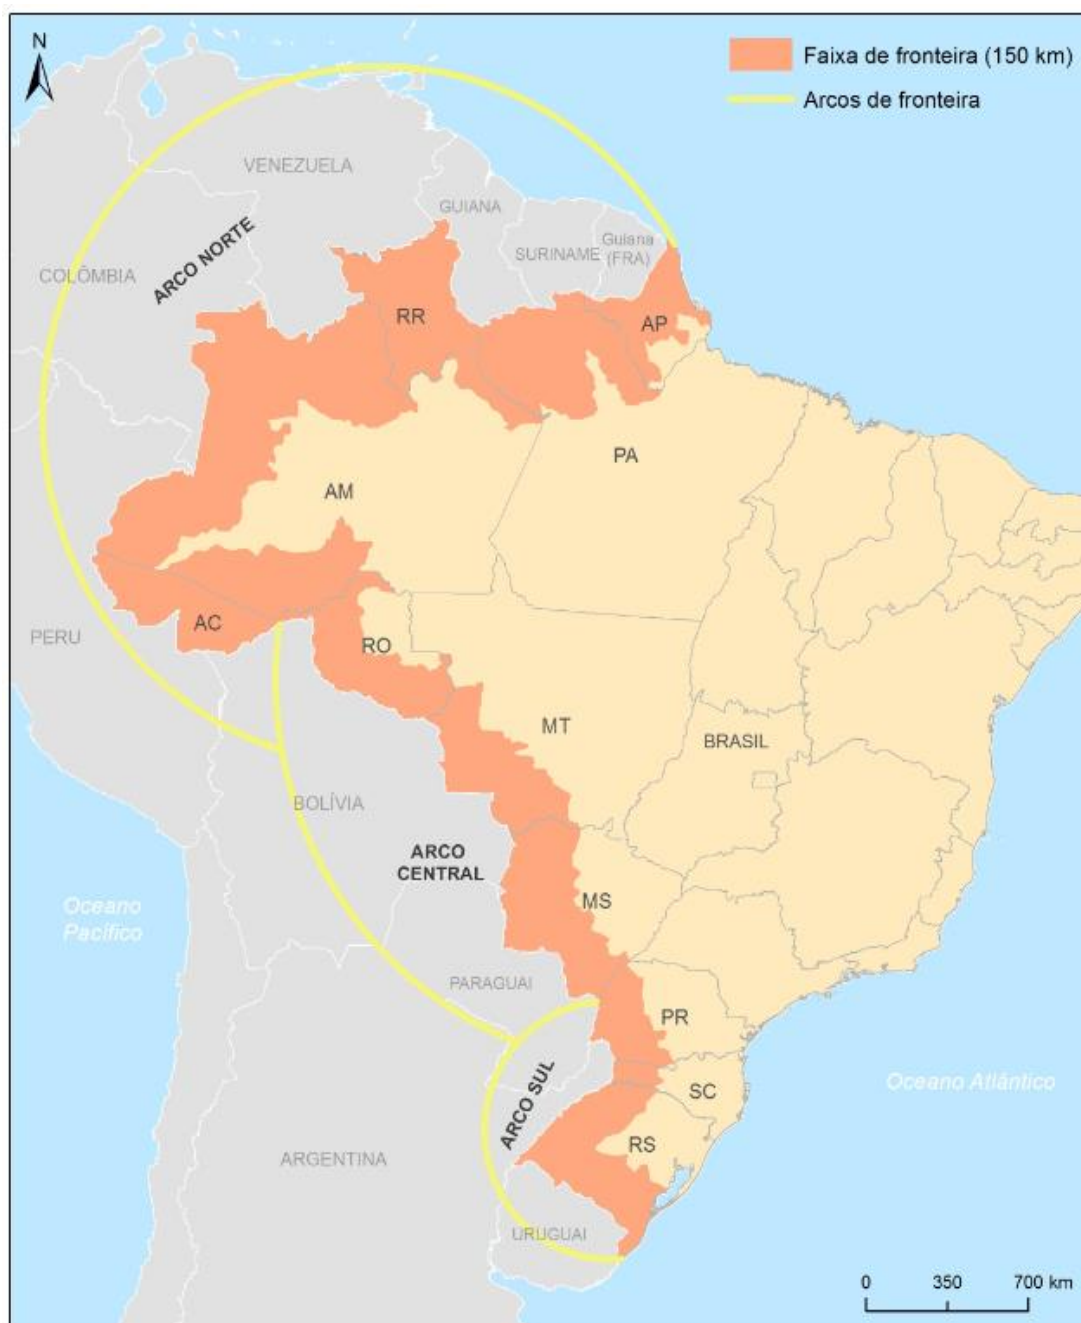 N
Faixa de fronteira (150 km)
Arcos de fronteira
VENEZUELA
GUIANA
SURINAME
Guiana
(FRA)
COLÔMBIA
ARCO NORTE
RR
AP
PA
AM
AC
RO
PERU
MT
BRASIL
BOLÍVIA
ARCO
CENTRAL
MS
Oceano
Pacífico
PARAGUAI
PR
SC
Oceano Atlântico
ARCO SUL
RS
ARGENTINA
URUGUAI
0 350 700 km